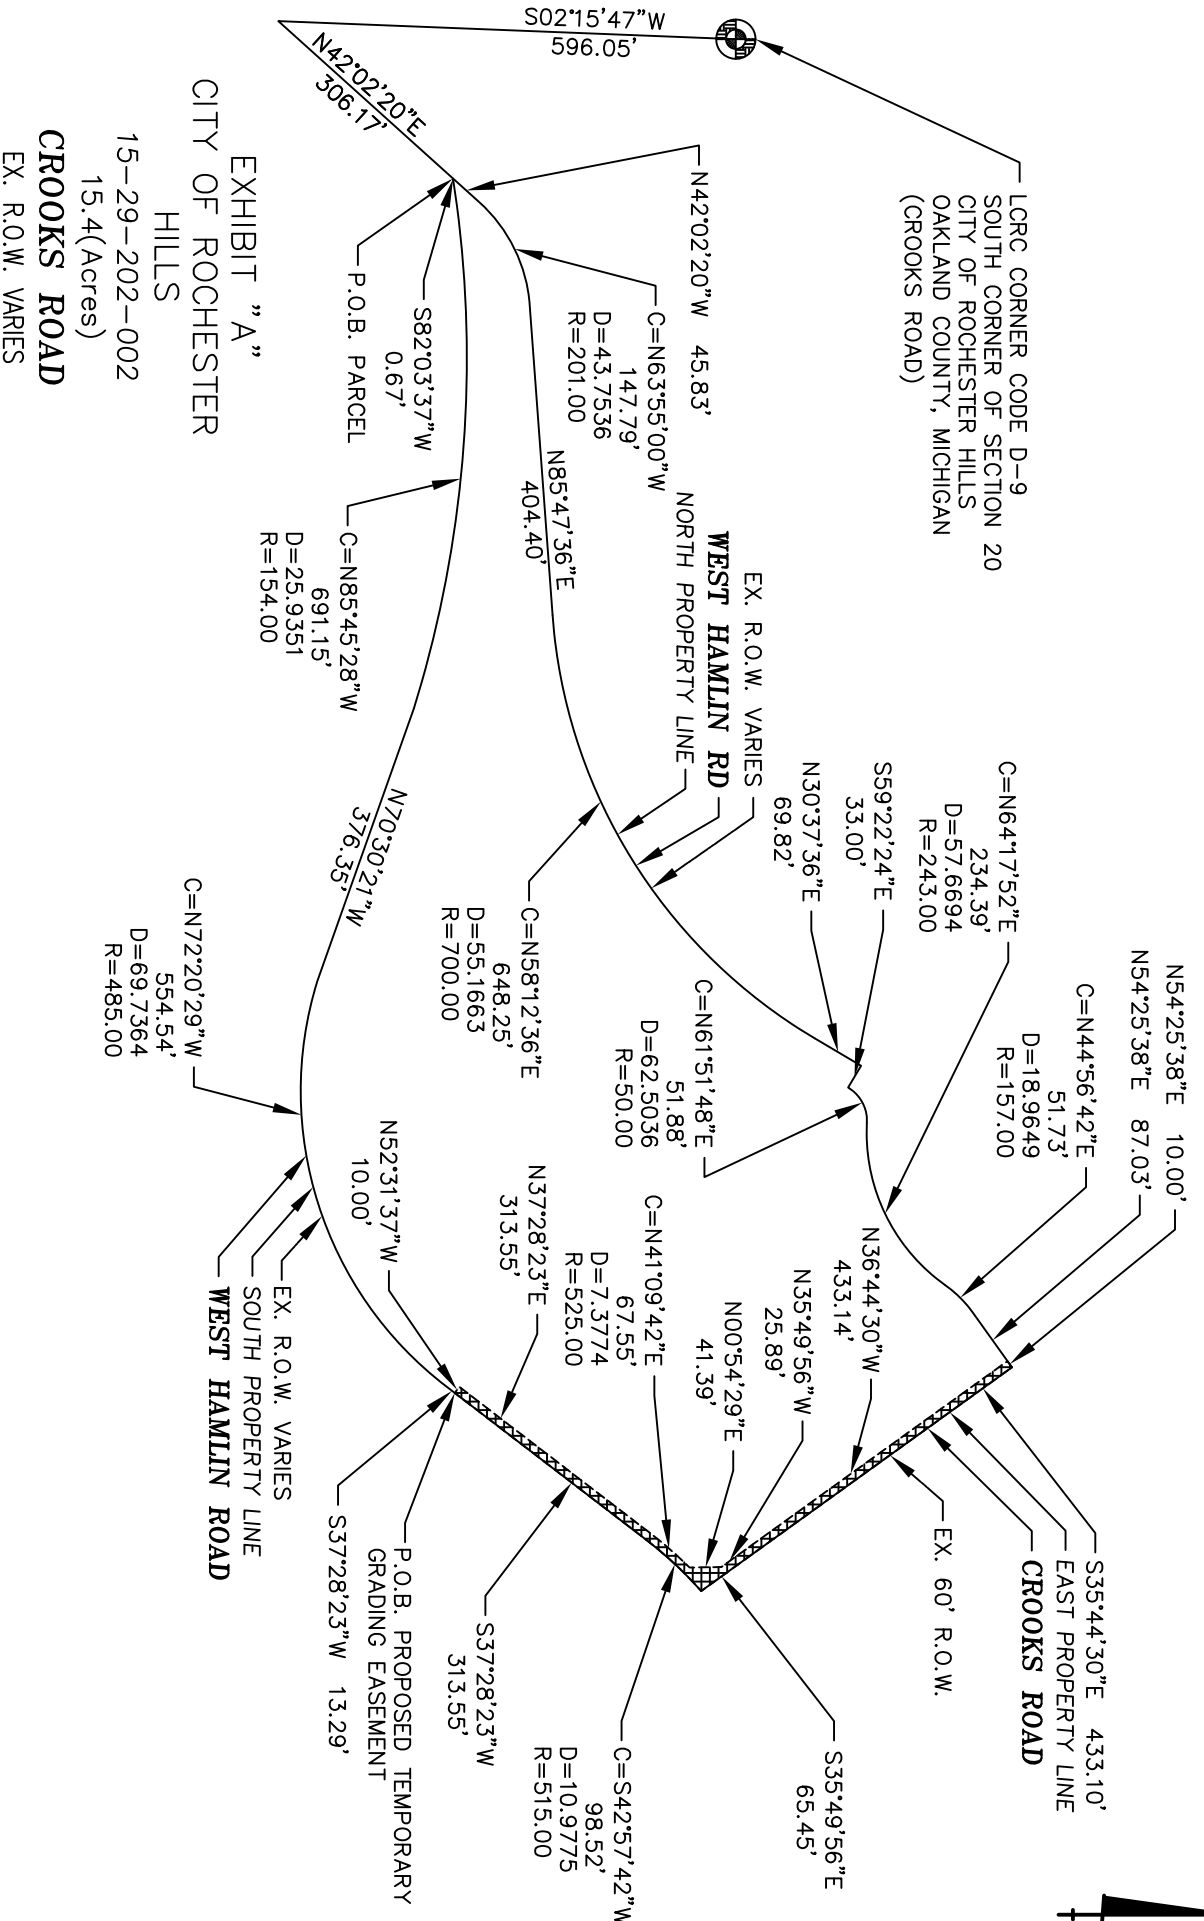 S02°15'47"W
596.05'
N42°02'20"E
306.17'
LCRC CORNER CODE D-9
SOUTH CORNER OF SECTION 20
CITY OF ROCHESTER HILLS
OAKLAND COUNTY, MICHIGAN
(CROOKS ROAD)
N42°02'20"W 45.83'
C=N63°55'00"W
147.79'
D=43.7536
R=201.00
N85°47'36"E
404.40'
EX. R.O.W. VARIES
WEST HAMLIN RD
NORTH PROPERTY LINE
C=N58°12'36"E
648.25'
D=55.1663
R=700.00
N30°37'36"E
69.82'
S59°22'24"E
33.00'
C=N61°51'48"E
51.88'
D=62.5036
R=50.00
C=N64°17'52"E
234.39'
D=57.6694
R=243.00
C=N44°56'42"E
51.73'
D=18.9649
R=157.00
N54°25'38"E 87.03'
N54°25'38"E 10.00'
S35°44'30"E 433.10'
EAST PROPERTY LINE
CROOKS ROAD
EX. 60' R.O.W.
N36°44'30"W
433.14'
N35°49'56"W
25.89'
N00°54'29"E
41.39'
C=N41°09'42"E
67.55'
D=7.3774
R=525.00
N37°28'23"E
313.55'
N52°31'37"W
10.00'
S35°49'56"E
65.45'
C=S42°57'42"W
98.52'
D=10.9775
R=515.00
S37°28'23"W
313.55'
P.O.B. PROPOSED TEMPORARY
GRADING EASEMENT
S37°28'23"W 13.29'
EX. R.O.W. VARIES
SOUTH PROPERTY LINE
WEST HAMLIN ROAD
C=N72°20'29"W
554.54'
D=69.7364
R=485.00
N70°30'21"W
376.35'
C=N85°45'28"W
691.15'
D=25.9351
R=154.00
S82°03'37"W
0.67'
P.O.B. PARCEL
EXHIBIT "A"
CITY OF ROCHESTER
HILLS
15-29-202-002
15.4(Acres)
CROOKS ROAD
EX. R.O.W. VARIES